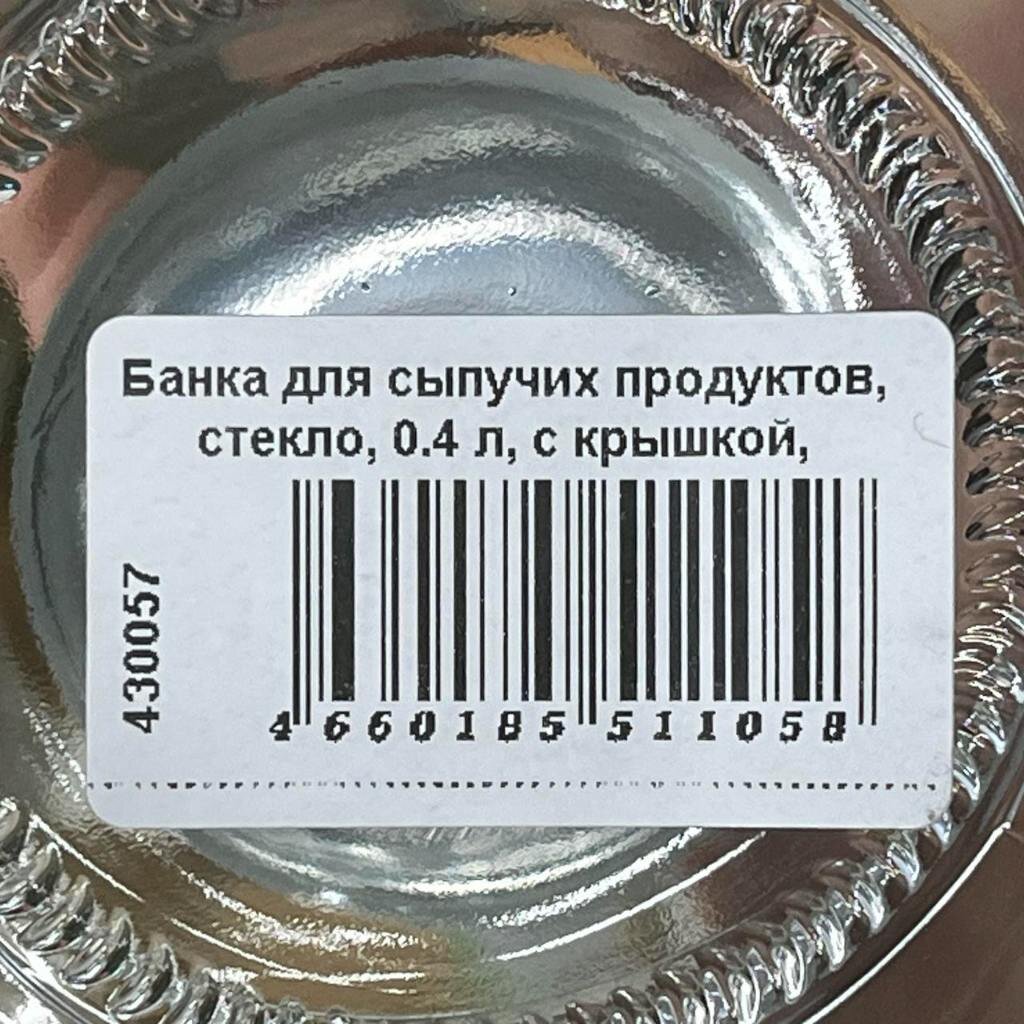 Банка для сыпучих продуктов,
стекло, 0.4 л, с крышкой,
430057
4 660185 511058